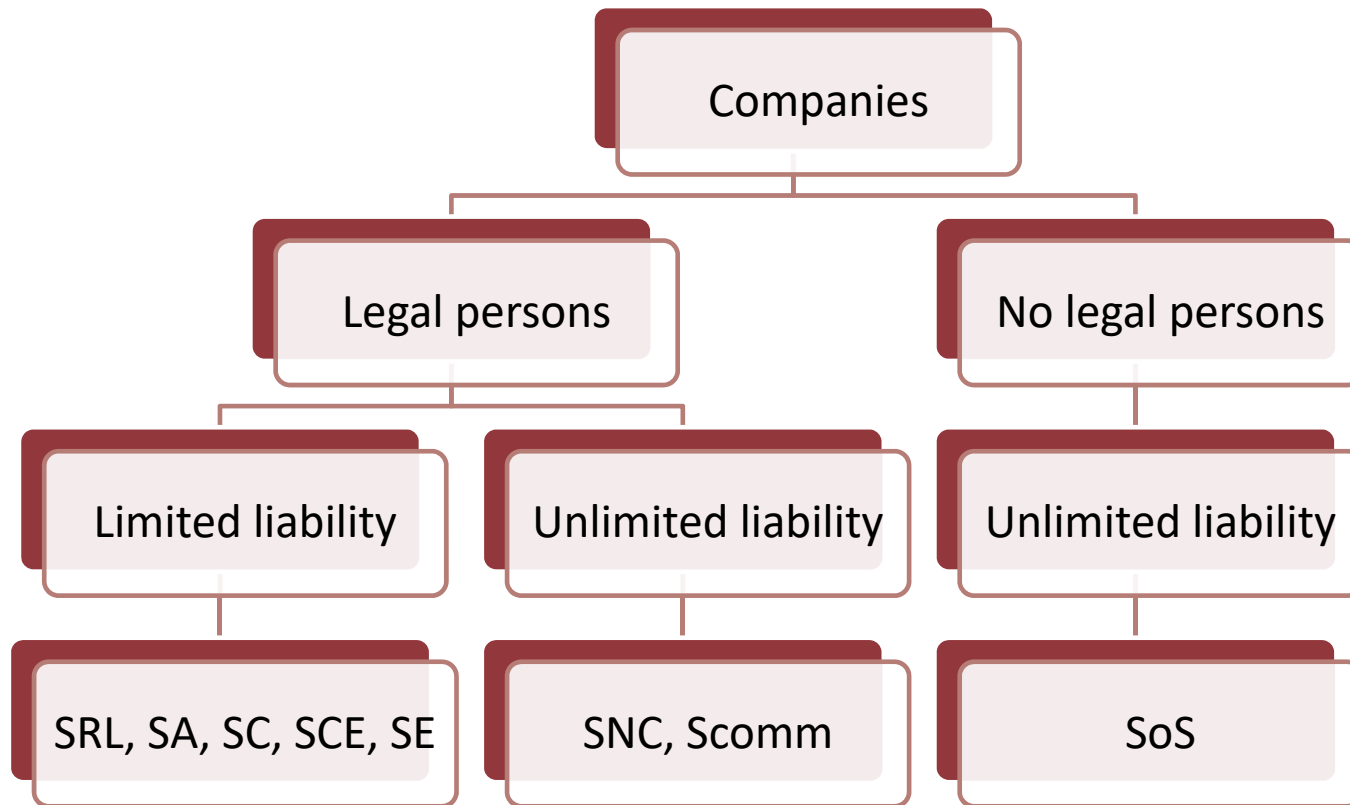 Companies
Legal persons
No legal persons
Limited liability
Unlimited liability
Unlimited liability
SRL, SA, SC, SCE, SE
SNC, Scomm
SoS